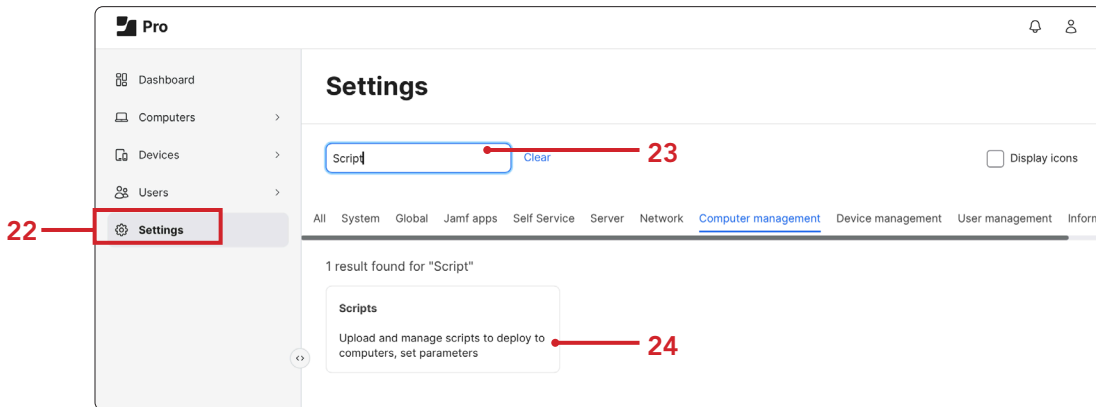 Pro
Dashboard
Computers
Devices
Users
22
Settings
Settings
Script
Clear
23
Display icons
All System Global Jamf apps Self Service Server Network Computer management Device management User management Inform
1 result found for "Script"
Scripts
Upload and manage scripts to deploy to
computers, set parameters
24